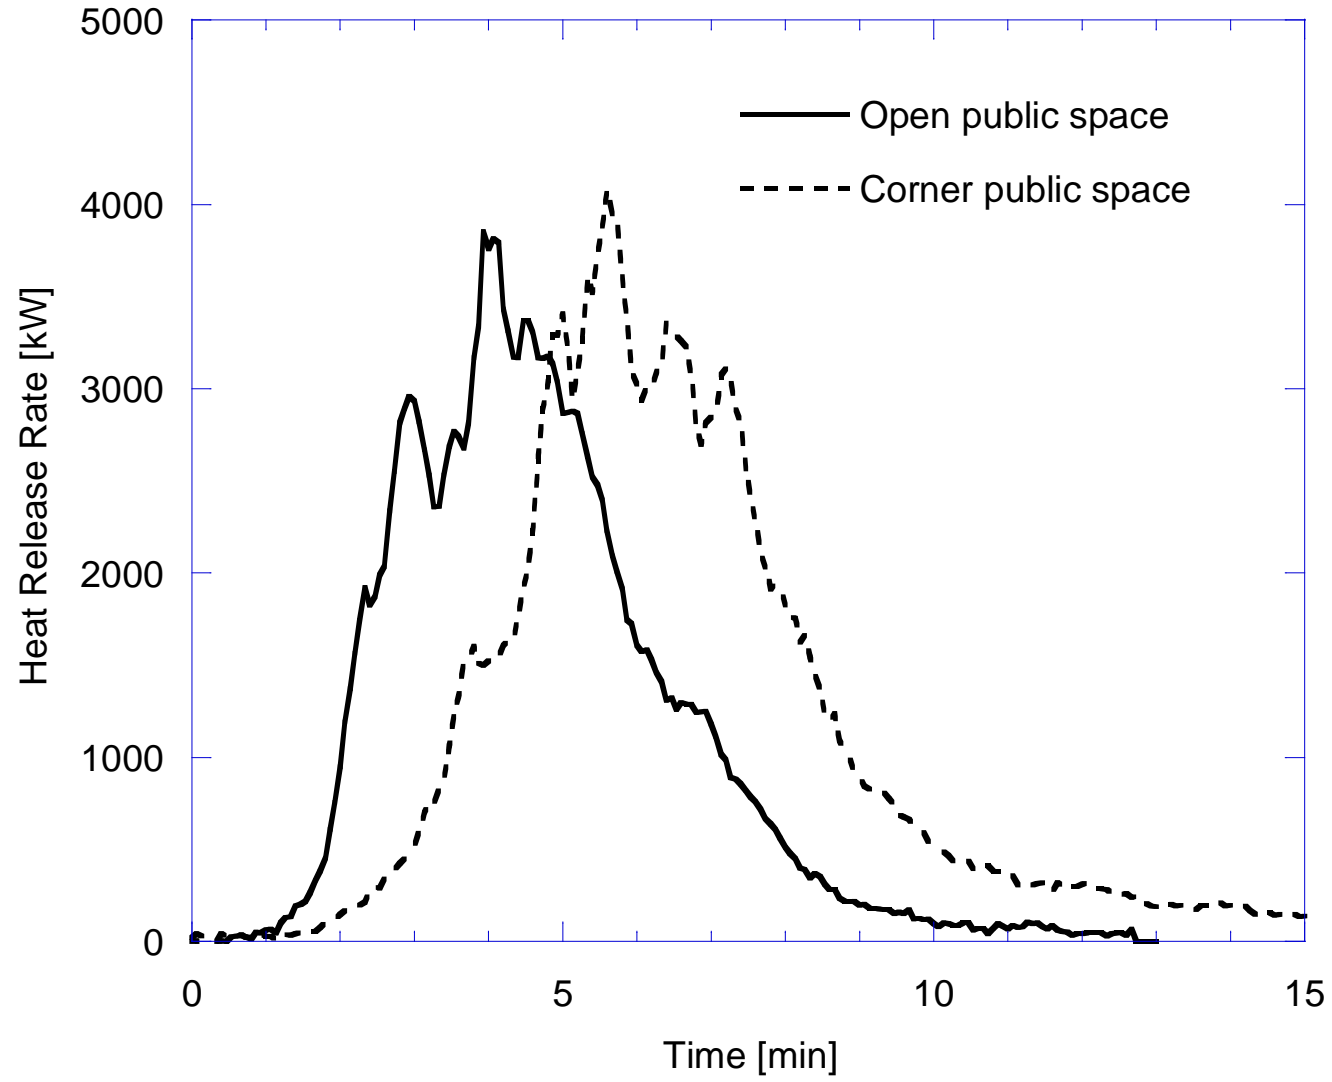 5000
4000
3000
2000
1000
0
Heat Release Rate [kW]
Open public space
Corner public space
0 5 10 15
Time [min]